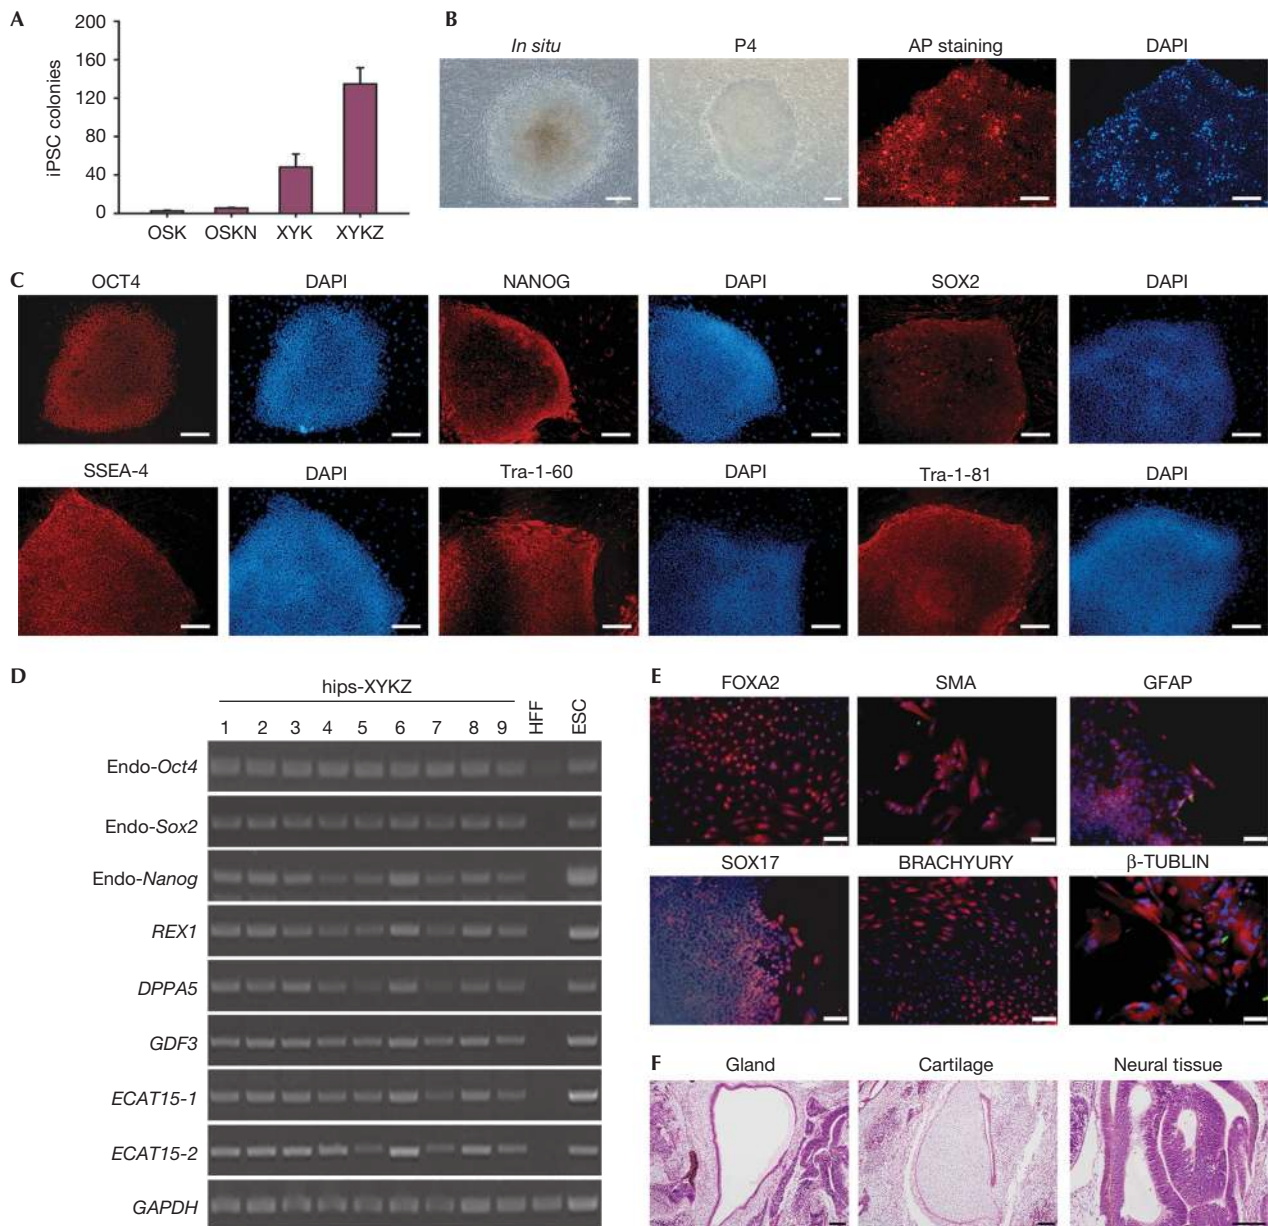 A
200
160
120
80
40
0
iPSC colonies
OSK OSKN XYK XYKZ
B
In situ P4 AP staining DAPI
C
OCT4 DAPI NANOG DAPI SOX2 DAPI
SSEA-4 DAPI Tra-1-60 DAPI Tra-1-81 DAPI
D
hips-XYKZ
1 2 3 4 5 6 7 8 9 HFF ESC
Endo-Oct4
Endo-Sox2
Endo-Nanog
REX1
DPPA5
GDF3
ECAT15-1
ECAT15-2
GAPDH
E
FOXA2 SMA GFAP
SOX17 BRACHYURY β-TUBLIN
F
Gland Cartilage Neural tissue